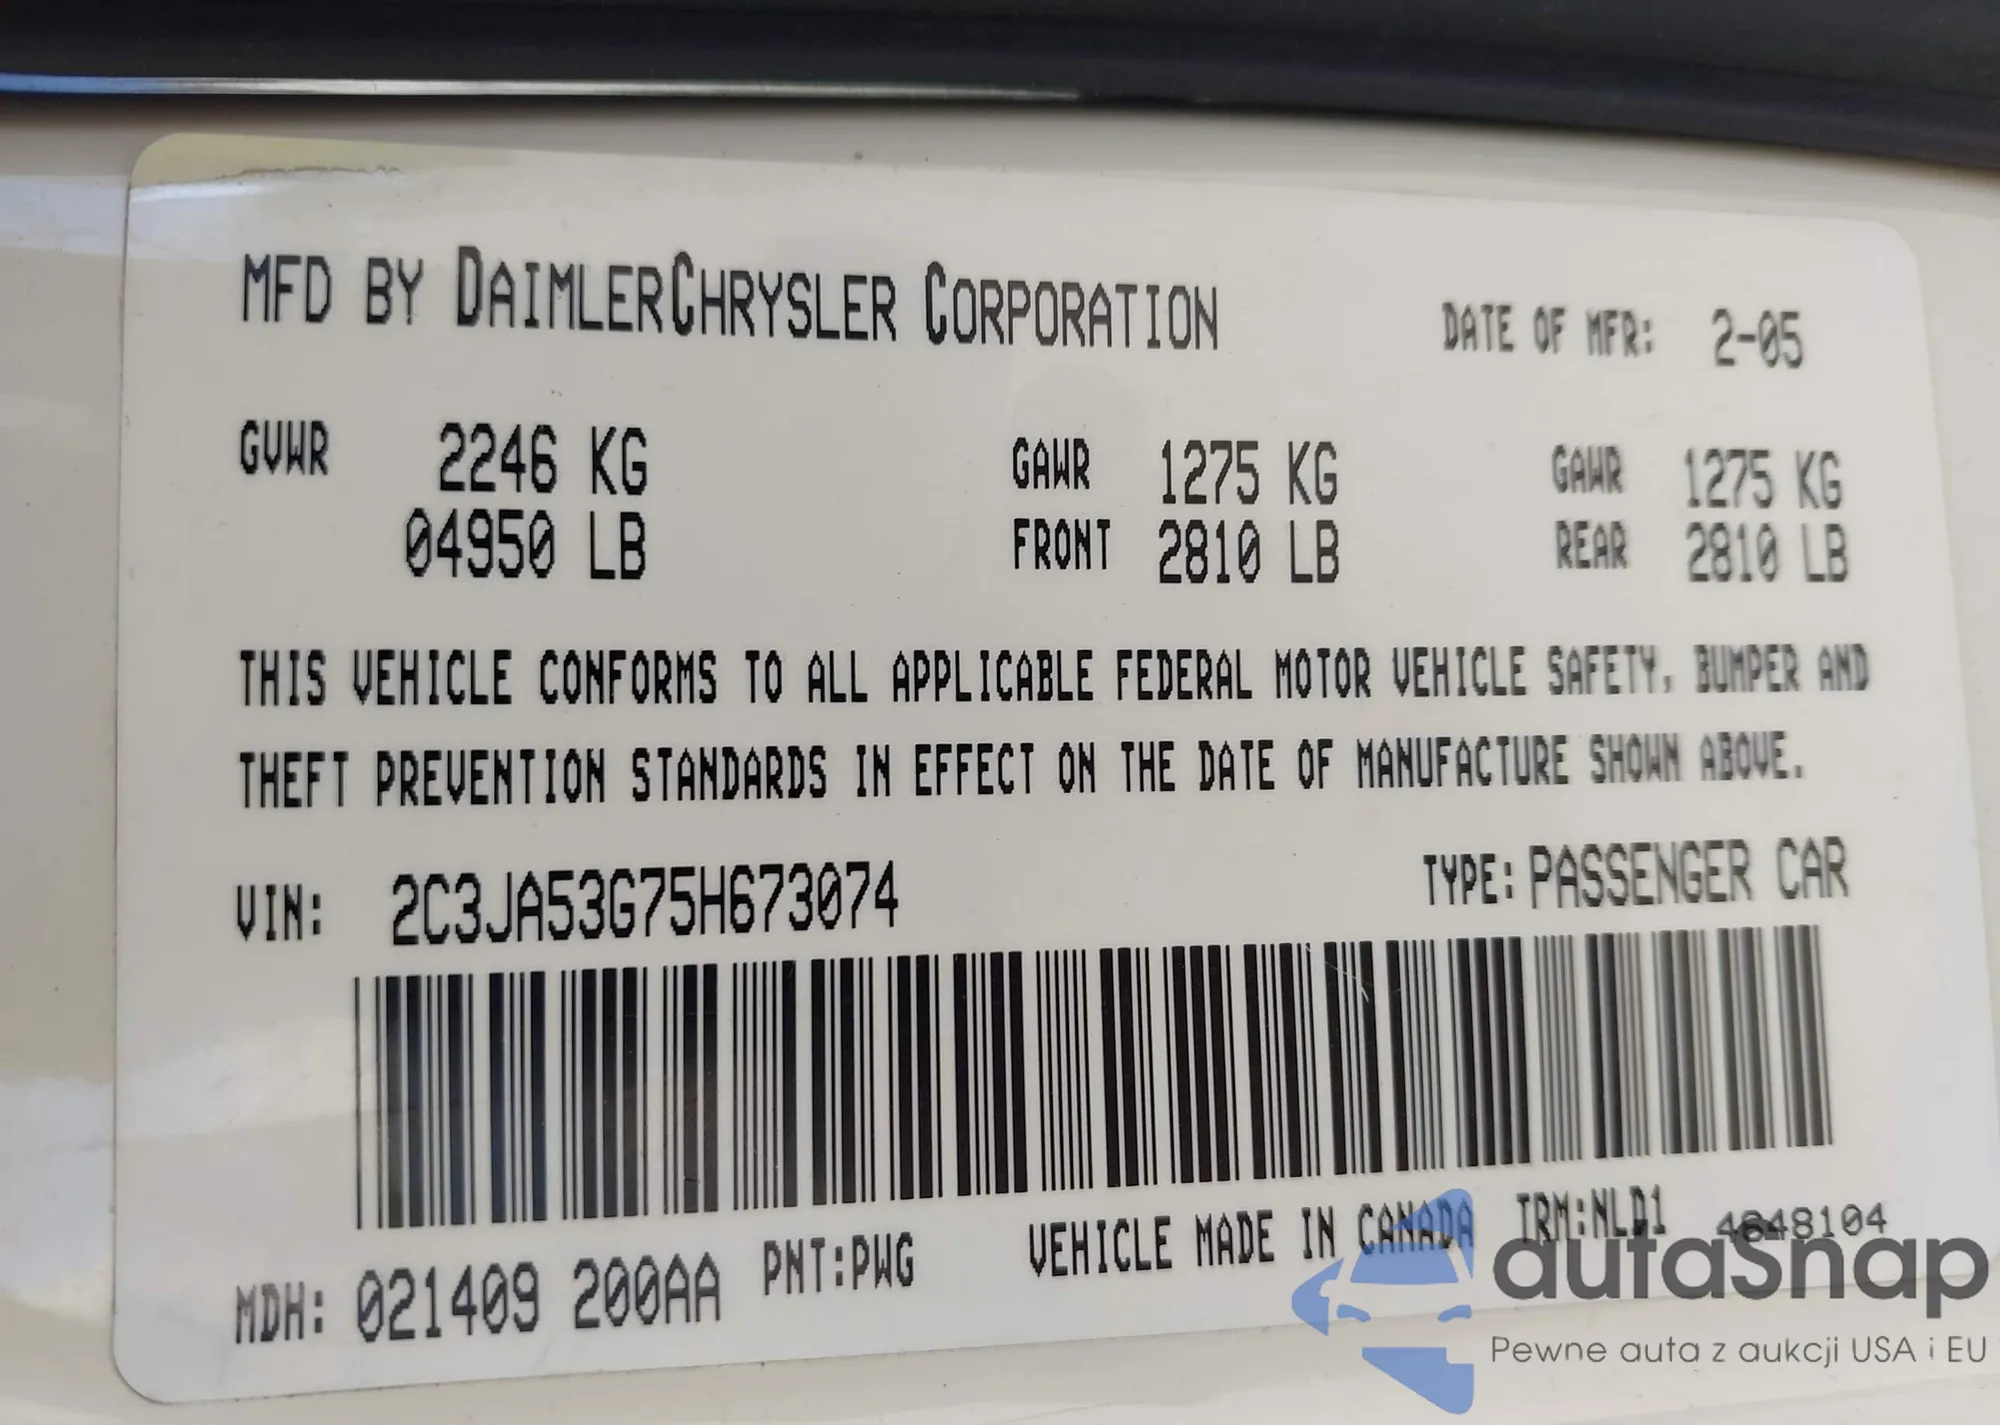 MFD BY DAIMLERCHRYSLER CORPORATION DATE OF MFR: 2-05
GVWR 2246 KG GAWR 1275 KG GAWR 1275 KG
04950 LB FRONT 2810 LB REAR 2810 LB
THIS VEHICLE CONFORMS TO ALL APPLICABLE FEDERAL MOTOR VEHICLE SAFETY, BUMPER AND
THEFT PREVENTION STANDARDS IN EFFECT ON THE DATE OF MANUFACTURE SHOWN ABOVE.
VIN: 2C3JA53G75H673074 TYPE: PASSENGER CAR
MDH: 021409 200AA PNT:PWG VEHICLE MADE IN CANADA TRM:NLD1 4648104
autaSnap
Pewne auta z aukcji USA i EU